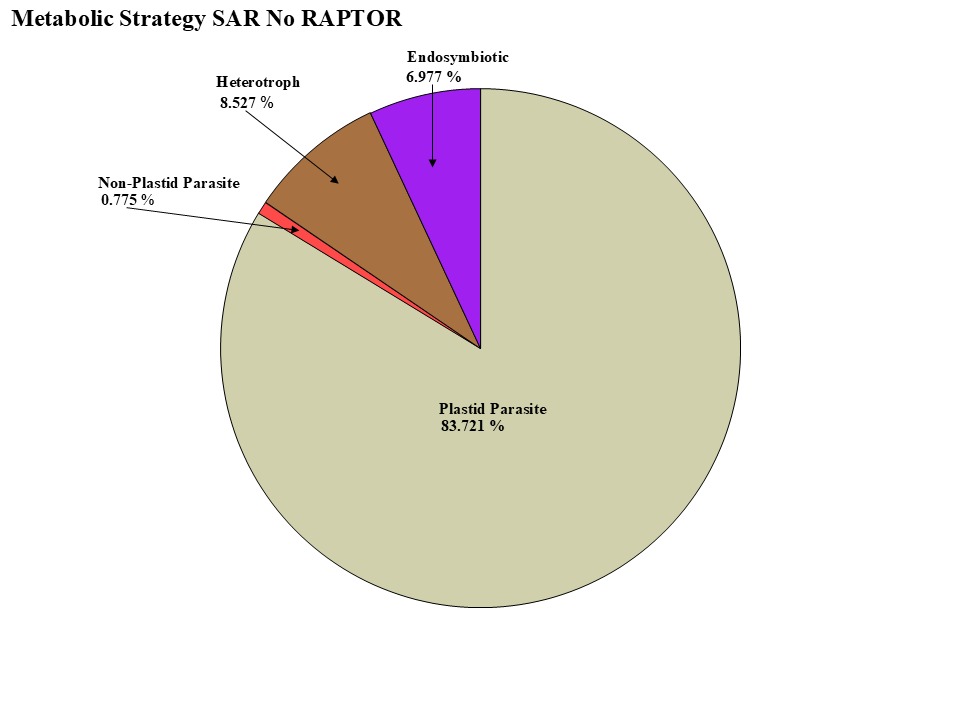 Metabolic Strategy SAR No RAPTOR
Endosymbiotic
6.977 %
Heterotroph
8.527 %
Non-Plastid Parasite
0.775 %
Plastid Parasite
83.721 %